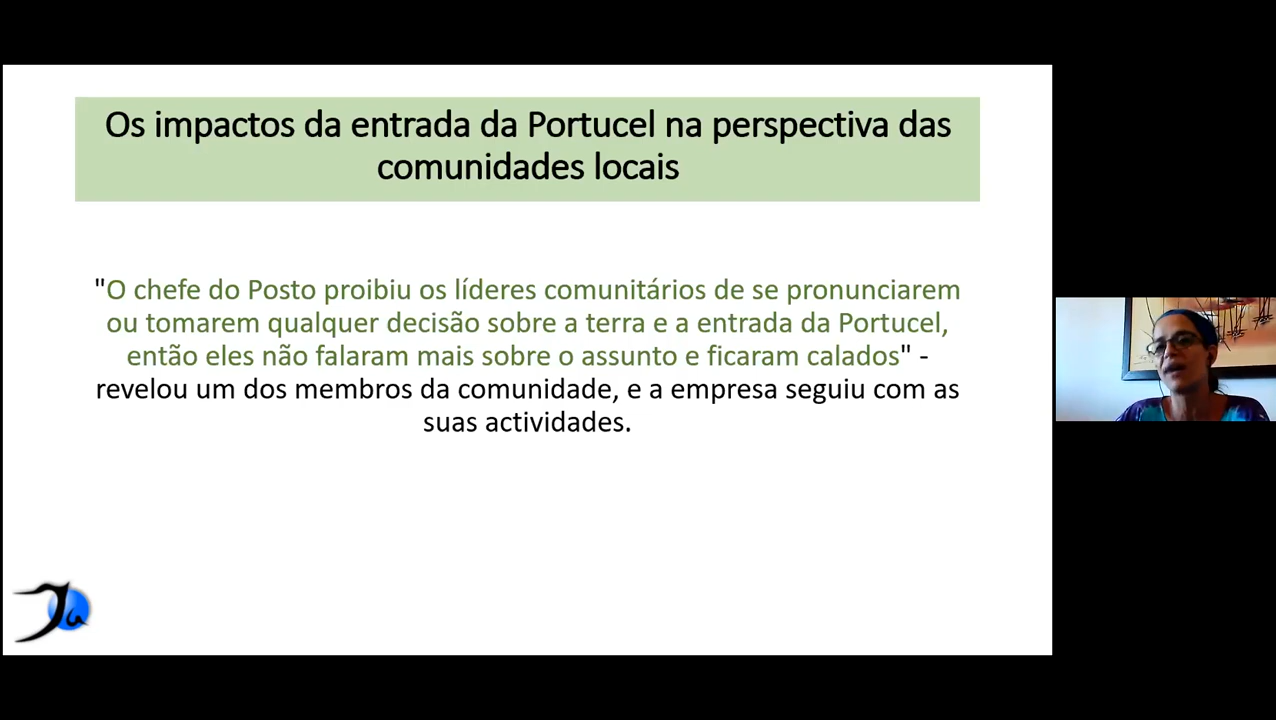 Os impactos da entrada da Portucel na perspectiva das
comunidades locais
"O chefe do Posto proibiu os líderes comunitários de se pronunciarem
ou tomarem qualquer decisão sobre a terra e a entrada da Portucel,
então eles não falaram mais sobre o assunto e ficaram calados" -
revelou um dos membros da comunidade, e a empresa seguiu com as
suas actividades.